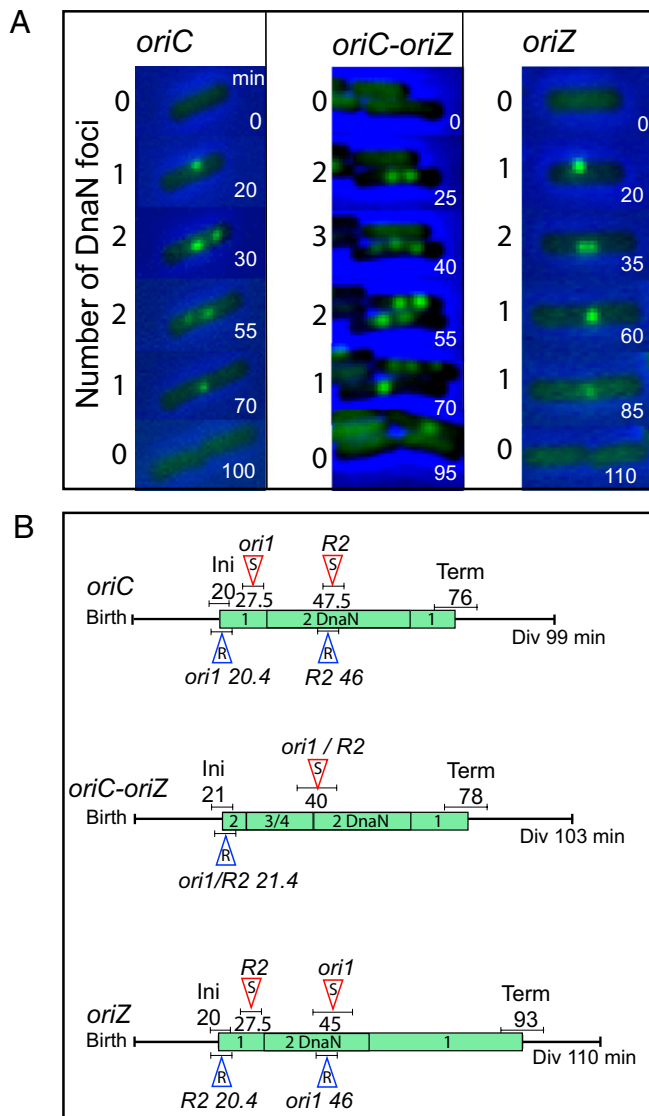 A
oriC
oriC-oriZ
oriZ
Number of DnaN foci
min
0 0
1 20
2 30
2 55
1 70
0 100
0 0
2 25
3 40
2 55
1 70
0 95
0 0
1 20
2 35
1 60
1 85
0 110
B
ori1 R2
oriC Ini S S Term
20 27.5 47.5 76
Birth 1 2 DnaN 1 Div 99 min
R R
ori1 20.4 R2 46
ori1 / R2
oriC-oriZ Ini S Term
21 40 78
Birth 2 3/4 2 DnaN 1 Div 103 min
R
ori1/R2 21.4
R2 ori1
oriZ Ini S S Term
20 27.5 45 93
Birth 1 2 DnaN 1 Div 110 min
R R
R2 20.4 ori1 46